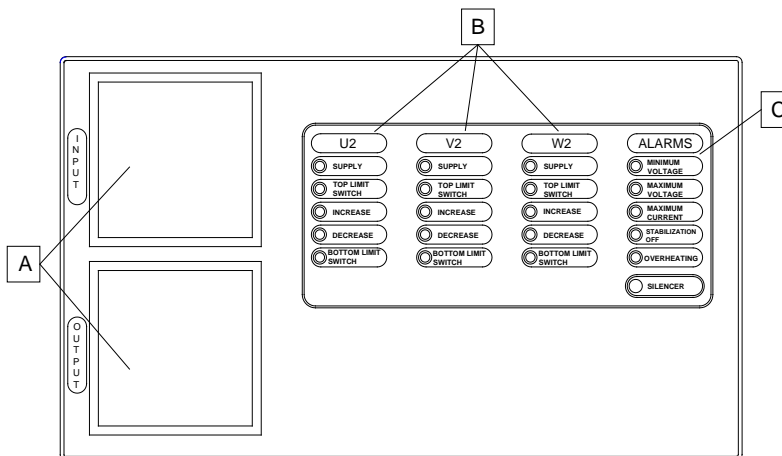 B
C
A
INPUT
OUTPUT
U2
SUPPLY
TOP LIMIT
SWITCH
INCREASE
DECREASE
BOTTOM LIMIT
SWITCH
V2
SUPPLY
TOP LIMIT
SWITCH
INCREASE
DECREASE
BOTTOM LIMIT
SWITCH
W2
SUPPLY
TOP LIMIT
SWITCH
INCREASE
DECREASE
BOTTOM LIMIT
SWITCH
ALARMS
MINIMUM
VOLTAGE
MAXIMUM
VOLTAGE
MAXIMUM
CURRENT
STABILIZATION
OFF
OVERHEATING
SILENCER